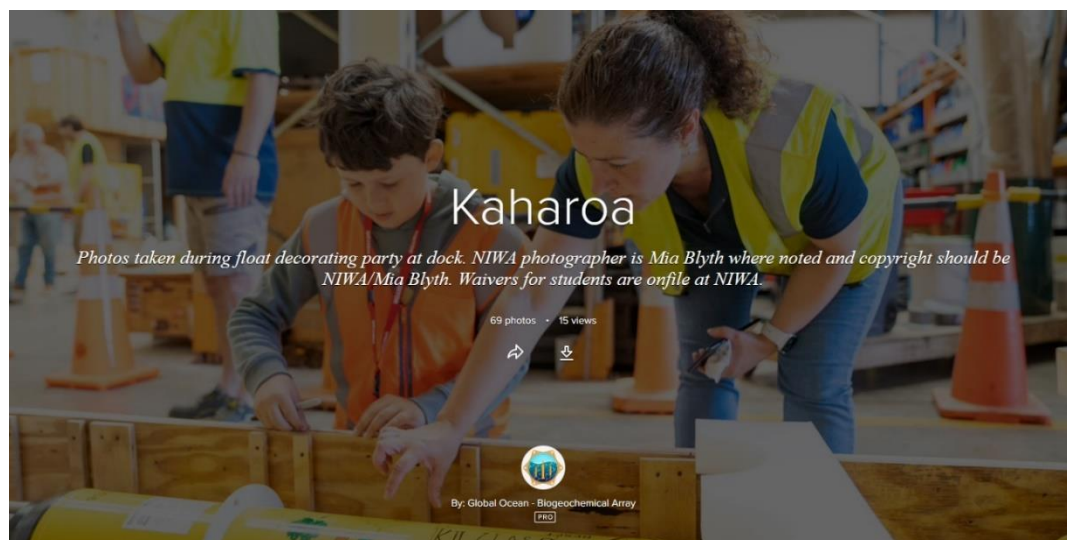 Kaharoa
Photos taken during float decorating party at dock. NIWA photographer is Mia Blyth where noted and copyright should be
NIWA/Mia Blyth. Waivers for students are onfile at NIWA.
69 photos • 15 views
By: Global Ocean - Biogeochemical Array
PRO